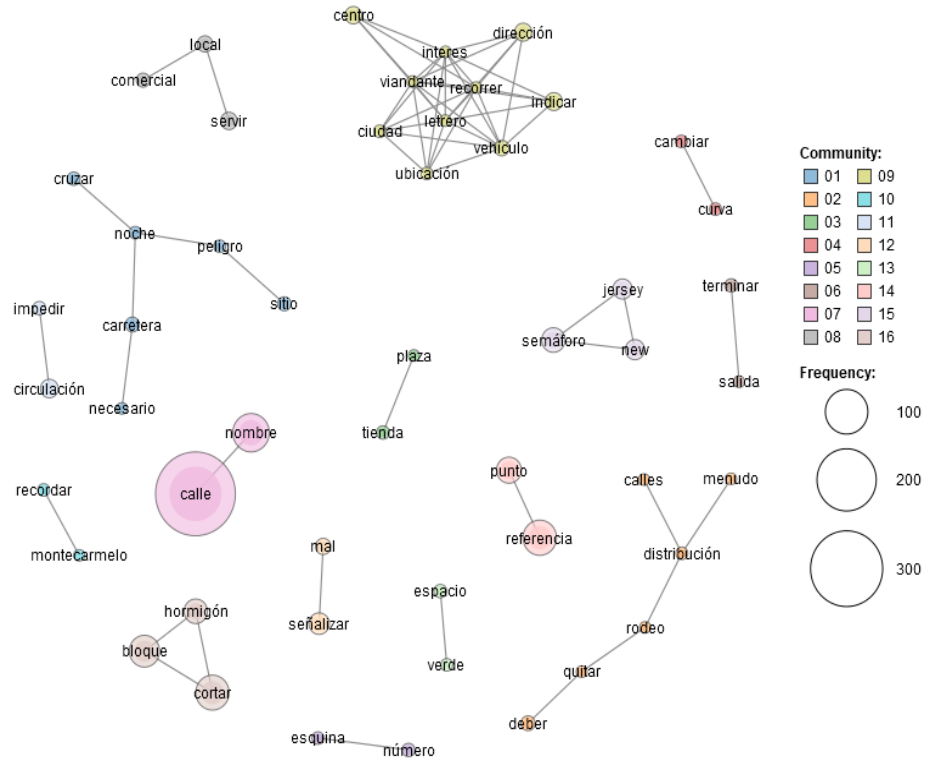 centro
dirección
local
interes
comercial
viandante
recorrer
indicar
servir
letrero
ciudad
vehículo
cambiar
ubicación
cruzar
curva
noche
peligro
terminar
jersey
sitio
impedir
carretera
semáforo
new
plaza
salida
circulación
necesario
tienda
nombre
punto
calles
menudo
recordar
calle
referencia
montecarmelo
mal
distribución
espacio
hormigón
señalizar
rodeo
bloque
verde
quitar
cortar
deber
esquina
número
Community:
01 09
02 10
03 11
04 12
05 13
06 14
07 15
08 16
Frequency:
100
200
300